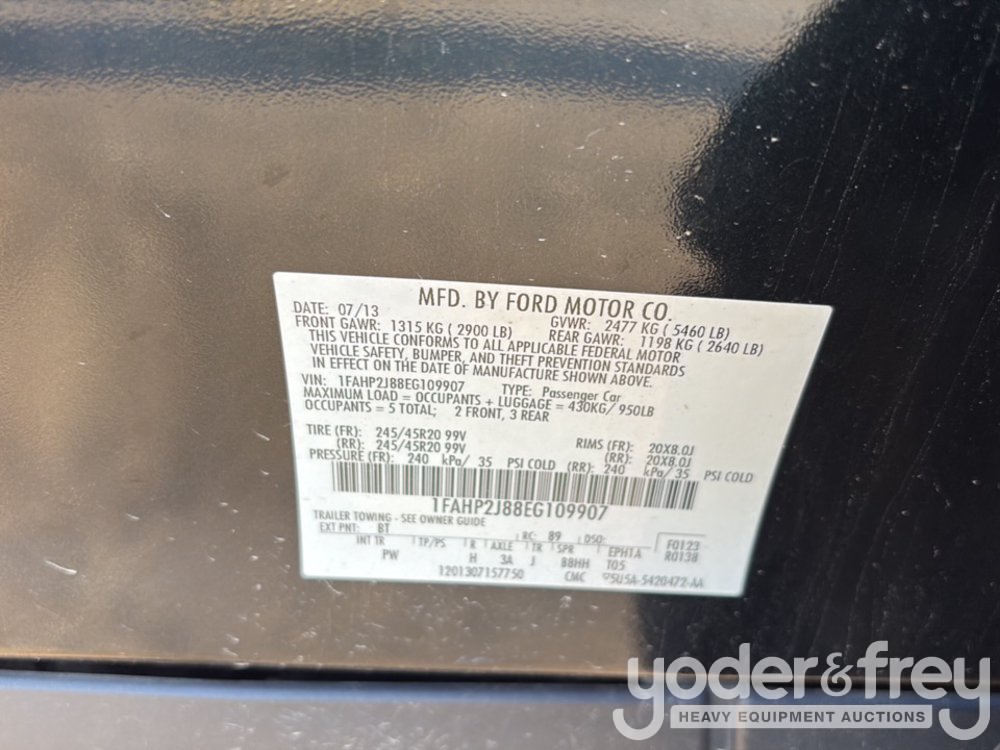 MFD. BY FORD MOTOR CO.
DATE: 07/13 GVWR: 2477 KG ( 5460 LB)
FRONT GAWR: 1315 KG ( 2900 LB) REAR GAWR: 1198 KG ( 2640 LB)
THIS VEHICLE CONFORMS TO ALL APPLICABLE FEDERAL MOTOR
VEHICLE SAFETY, BUMPER, AND THEFT PREVENTION STANDARDS
IN EFFECT ON THE DATE OF MANUFACTURE SHOWN ABOVE.
VIN: 1FAHP2J88EG109907 TYPE: Passenger Car
MAXIMUM LOAD = OCCUPANTS + LUGGAGE = 430KG/ 950LB
OCCUPANTS = 5 TOTAL; 2 FRONT, 3 REAR
TIRE (FR): 245/45R20 99V RIMS (FR): 20X8.0J
(RR): 245/45R20 99V (RR): 20X8.0J
PRESSURE (FR): 240 kPa/ 35 PSI COLD (RR): 240 kPa/ 35 PSI COLD
1FAHP2J88EG109907
TRAILER TOWING - SEE OWNER GUIDE
EXT PNT: BT RC: 89 DSO: F0123
INT TR TP/PS R AXLE TR SPR EPH1A R0138
PW H 3A J BBHH T05
1201307157750 CMC 5U5A-5420472-AA
yoder&frey
HEAVY EQUIPMENT AUCTIONS